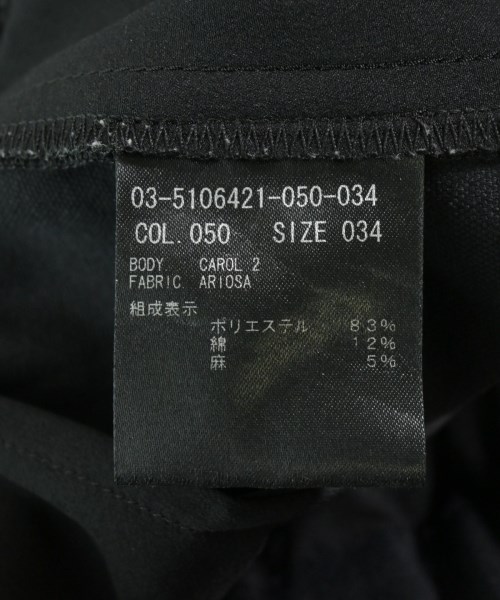 03-5106421-050-034
COL.050 SIZE 034
BODY CAROL 2
FABRIC ARIOSA
組成表示
ポリエステル 83%
綿 12%
麻 5%